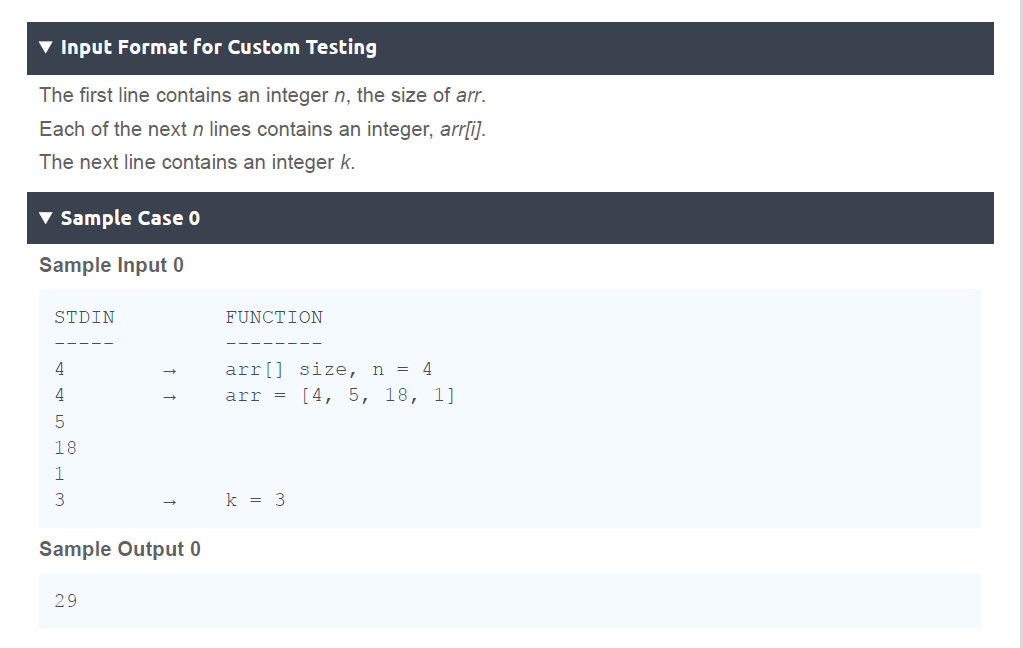 ▼ Input Format for Custom Testing
The first line contains an integer n, the size of arr.
Each of the next n lines contains an integer, arr[i].
The next line contains an integer k.
▼ Sample Case 0
Sample Input 0
STDIN FUNCTION
----- --------
4 → arr[] size, n = 4
4 → arr = [4, 5, 18, 1]
5
18
1
3 → k = 3
Sample Output 0
29